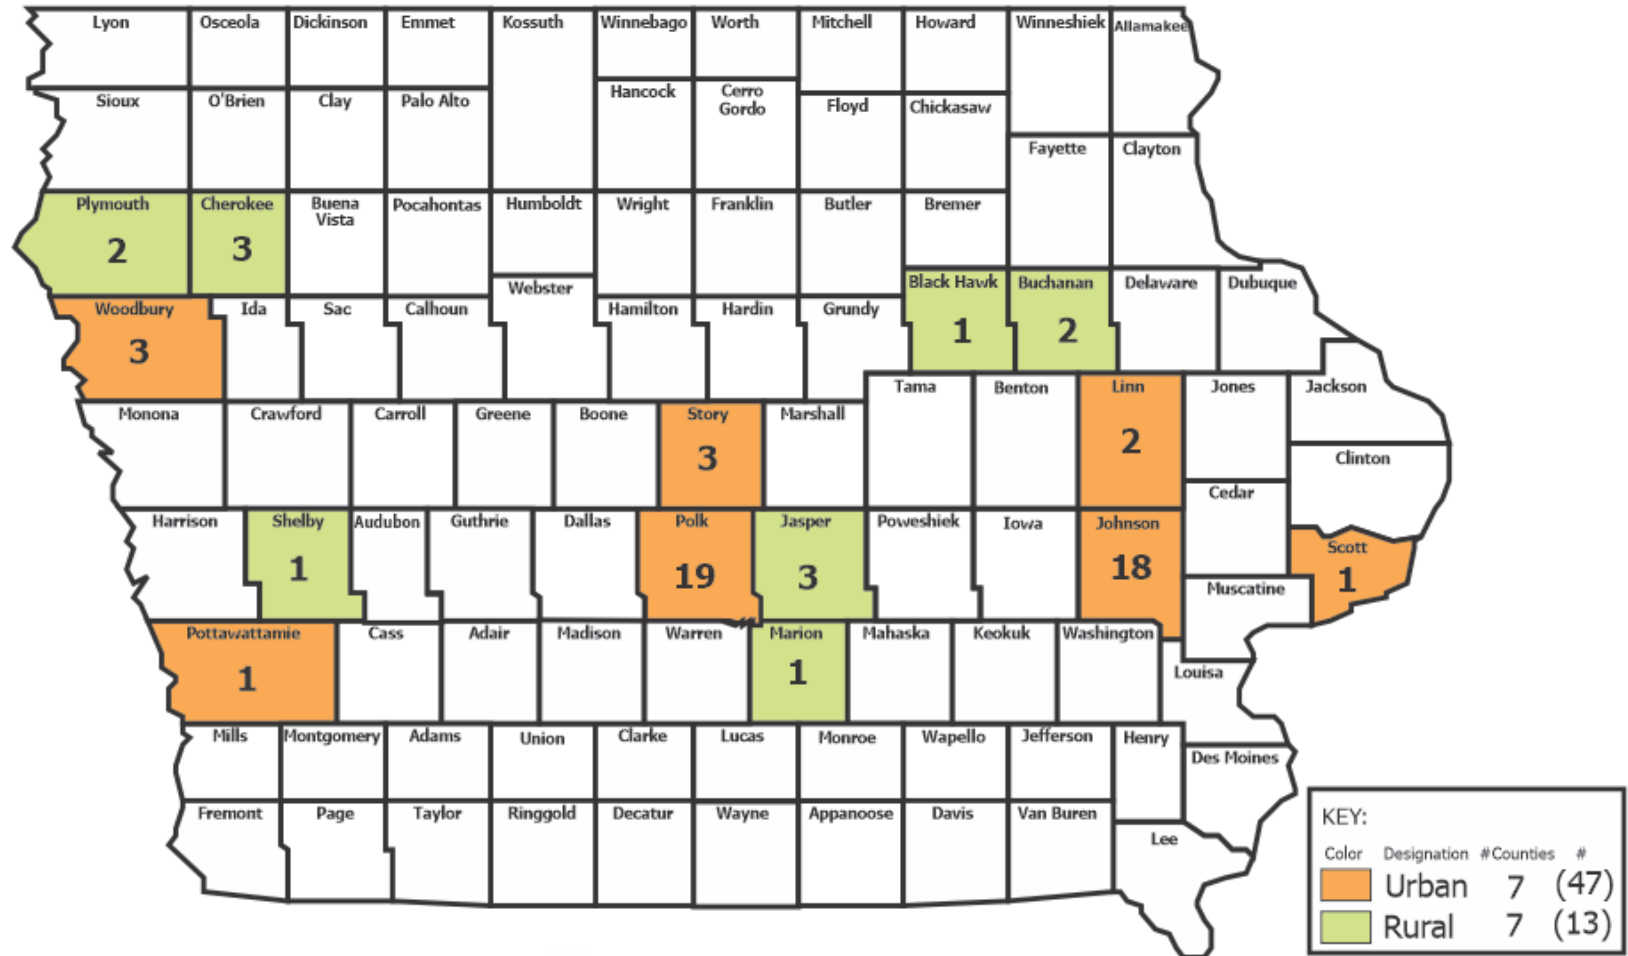 Lyon Osceola Dickinson Emmet Kossuth Winnebago Worth Mitchell Howard Winneshiek Allamakee
Sioux O'Brien Clay Palo Alto Hancock Cerro Gordo Floyd Chickasaw
Fayette Clayton
Plymouth Cherokee Buena Vista Pocahontas Humboldt Wright Franklin Butler Bremer
2 3
Webster Black Hawk Buchanan Delaware Dubuque
Woodbury Ida Sac Calhoun Hamilton Hardin Grundy
3 1 2
Tama Benton Linn Jones Jackson
Monona Crawford Carroll Greene Boone Story Marshall
3 2
Clinton
Cedar
Harrison Shelby Audubon Guthrie Dallas Polk Jasper Poweshiek Iowa Johnson
Scott
1 19 3 18 1
Muscatine
Pottawattamie Cass Adair Madison Warren Marion Mahaska Keokuk Washington
1 1
Louisa
Mills Montgomery Adams Union Clarke Lucas Monroe Wapello Jefferson Henry
Des Moines
Fremont Page Taylor Ringgold Decatur Wayne Appanoose Davis Van Buren
Lee
KEY:
Color Designation #Counties #
Urban 7 (47)
Rural 7 (13)